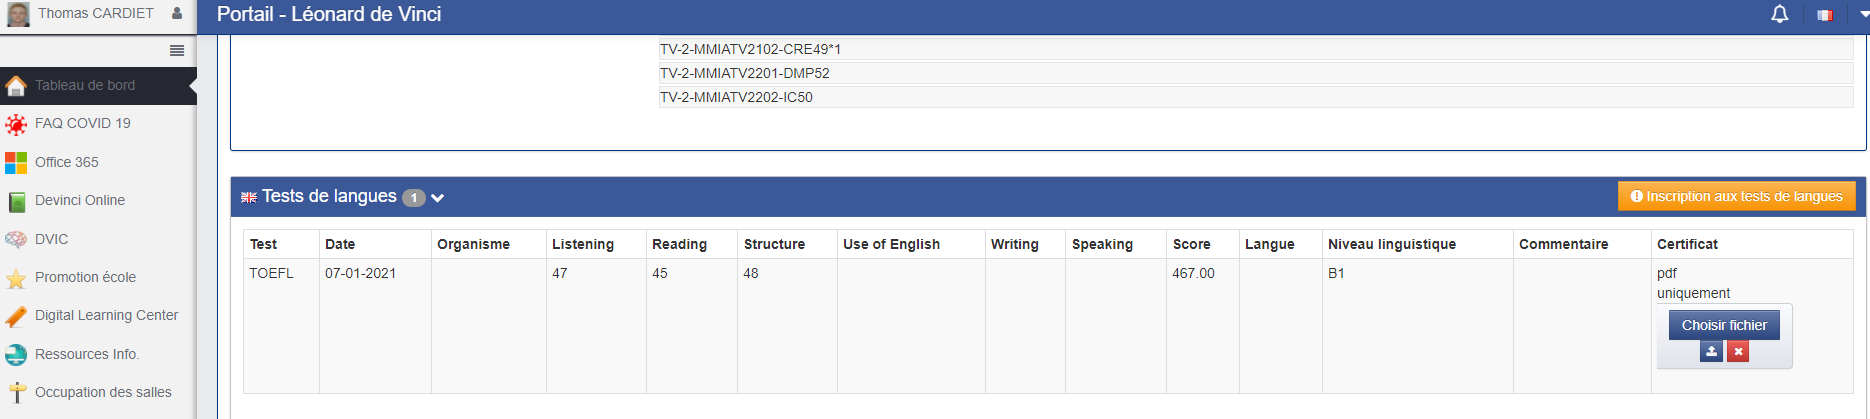 Thomas CARDIET
Portail - Léonard de Vinci
Tableau de bord
FAQ COVID 19
Office 365
Devinci Online
DVIC
Promotion école
Digital Learning Center
Ressources Info.
Occupation des salles
TV-2-MMIATV2102-CRE49*1
TV-2-MMIATV2201-DMP52
TV-2-MMIATV2202-IC50
Tests de langues 1
Inscription aux tests de langues
Test Date Organisme Listening Reading Structure Use of English Writing Speaking Score Langue Niveau linguistique Commentaire Certificat
TOEFL 07-01-2021 47 45 48 467.00 B1 pdf
uniquement
Choisir fichier